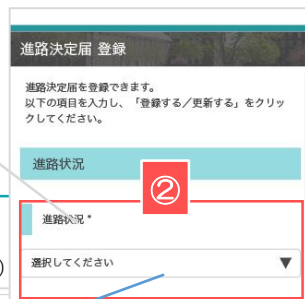 進路決定届 登録
進路決定届を登録できます。
以下の項目を入力し、「登録する／更新する」をクリッ
クしてください。
進路状況
②
進路状況 *
選択してください ▼
)